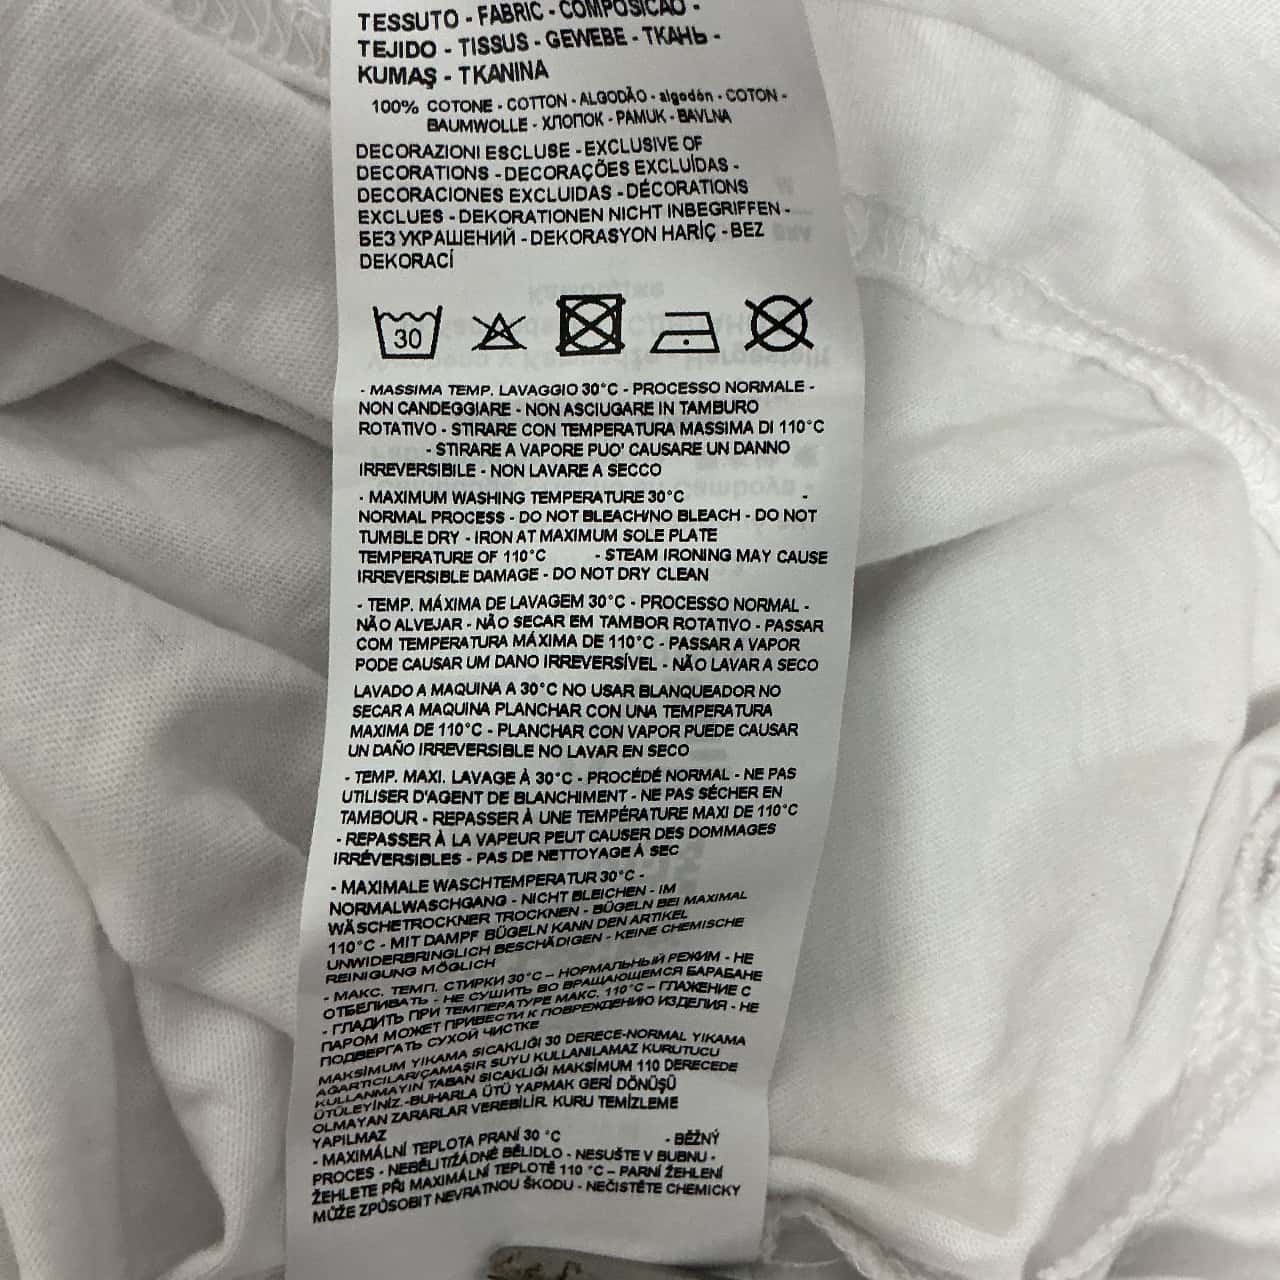 TESSUTO - FABRIC - COMPOSICAO -
TEJIDO - TISSUS - GEWEBE - ТКАНЬ -
KUMAŞ - TKANINA
100% COTONE - COTTON - ALGODÃO - algodón - COTON -
BAUMWOLLE - ХЛОПОК - PAMUK - BAVLNA
DECORAZIONI ESCLUSE - EXCLUSIVE OF
DECORATIONS - DECORAÇÕES EXCLUÍDAS -
DECORACIONES EXCLUIDAS - DÉCORATIONS
EXCLUES - DEKORATIONEN NICHT INBEGRIFFEN -
БЕЗ УКРАШЕНИЙ - DEKORASYON HARİÇ - BEZ
DEKORACÍ
30
- MASSIMA TEMP. LAVAGGIO 30°C - PROCESSO NORMALE -
NON CANDEGGIARE - NON ASCIUGARE IN TAMBURO
ROTATIVO - STIRARE CON TEMPERATURA MASSIMA DI 110°C
- STIRARE A VAPORE PUO' CAUSARE UN DANNO
IRREVERSIBILE - NON LAVARE A SECCO
- MAXIMUM WASHING TEMPERATURE 30°C -
NORMAL PROCESS - DO NOT BLEACH/NO BLEACH - DO NOT
TUMBLE DRY - IRON AT MAXIMUM SOLE PLATE
TEMPERATURE OF 110°C - STEAM IRONING MAY CAUSE
IRREVERSIBLE DAMAGE - DO NOT DRY CLEAN
- TEMP. MÁXIMA DE LAVAGEM 30°C - PROCESSO NORMAL -
NÃO ALVEJAR - NÃO SECAR EM TAMBOR ROTATIVO - PASSAR
COM TEMPERATURA MÁXIMA DE 110°C - PASSAR A VAPOR
PODE CAUSAR UM DANO IRREVERSÍVEL - NÃO LAVAR A SECO
LAVADO A MAQUINA A 30°C NO USAR BLANQUEADOR NO
SECAR A MAQUINA PLANCHAR CON UNA TEMPERATURA
MAXIMA DE 110°C - PLANCHAR CON VAPOR PUEDE CAUSAR
UN DAÑO IRREVERSIBLE NO LAVAR EN SECO
- TEMP. MAXI. LAVAGE À 30°C - PROCÉDÉ NORMAL - NE PAS
UTILISER D'AGENT DE BLANCHIMENT - NE PAS SÉCHER EN
TAMBOUR - REPASSER À UNE TEMPÉRATURE MAXI DE 110°C
- REPASSER À LA VAPEUR PEUT CAUSER DES DOMMAGES
IRRÉVERSIBLES - PAS DE NETTOYAGE À SEC
- MAXIMALE WASCHTEMPERATUR 30°C -
NORMALWASCHGANG - NICHT BLEICHEN - IM
WÄSCHETROCKNER TROCKNEN - BÜGELN BEI MAXIMAL
110°C - MIT DAMPF BÜGELN KANN DEN ARTIKEL
UNWIDERBRINGLICH BESCHÄDIGEN - KEINE CHEMISCHE
REINIGUNG MÖGLICH
- МАКС. ТЕМП. СТИРКИ 30°C – НОРМАЛЬНЫЙ РЕЖИМ - НЕ
ОТБЕЛИВАТЬ - НЕ СУШИТЬ ВО ВРАЩАЮЩЕМСЯ БАРАБАНЕ
- ГЛАДИТЬ ПРИ ТЕМПЕРАТУРЕ МАКС. 110°C – ГЛАЖЕНИЕ С
ПАРОМ МОЖЕТ ПРИВЕСТИ К ПОВРЕЖДЕНИЮ ИЗДЕЛИЯ - НЕ
ПОДВЕРГАТЬ СУХОЙ ЧИСТКЕ
MAKSİMUM YIKAMA SICAKLIĞI 30 DERECE-NORMAL YIKAMA
AĞARTICILAR/ÇAMAŞIR SUYU KULLANILAMAZ KURUTUCU
KULLANMAYIN TABAN SICAKLIĞI MAKSİMUM 110 DERECEDE
ÜTÜLEYİNİZ.-BUHARLA ÜTÜ YAPMAK GERİ DÖNÜŞÜ
OLMAYAN ZARARLAR VEREBİLİR. KURU TEMİZLEME
YAPILMAZ
- MAXIMÁLNÍ TEPLOTA PRANÍ 30 °C - BĚŽNÝ
PROCES - NEBĚLIT/ŽÁDNÉ BĚLIDLO - NESUŠTE V BUBNU -
ŽEHLETE PŘI MAXIMÁLNÍ TEPLOTĚ 110 °C – PARNÍ ŽEHLENÍ
MŮŽE ZPŮSOBIT NEVRATNOU ŠKODU - NEČISTĚTE CHEMICKY